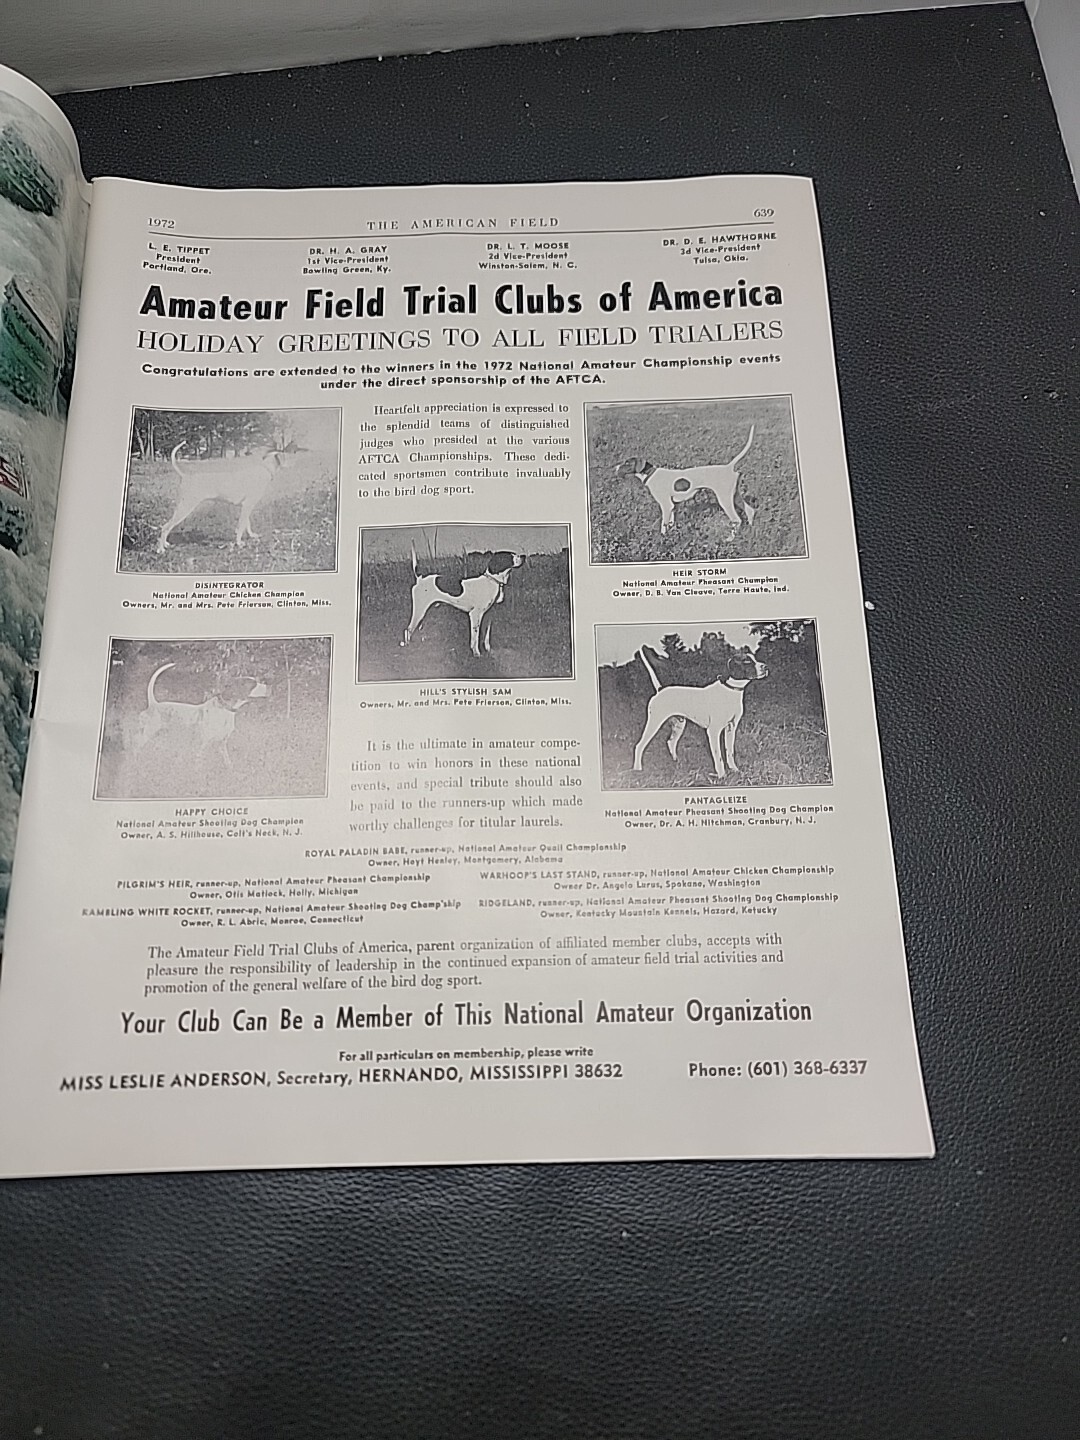 1972
THE AMERICAN FIELD
639
L. E. TIPPET
President
Portland, Ore.
DR. H. A. GRAY
1st Vice-President
Bowling Green, Ky.
DR. L. T. MOOSE
2d Vice-President
Winston-Salem, N. C.
DR. D. E. HAWTHORNE
3d Vice-President
Tulsa, Okla.
Amateur Field Trial Clubs of America
HOLIDAY GREETINGS TO ALL FIELD TRIALERS
Congratulations are extended to the winners in the 1972 National Amateur Championship events
under the direct sponsorship of the AFTCA.
Heartfelt appreciation is expressed to
the splendid teams of distinguished
judges who presided at the various
AFTCA Championships. These dedi-
cated sportsmen contribute invaluably
to the bird dog sport.
DISINTEGRATOR
National Amateur Chicken Champion
Owners, Mr. and Mrs. Pete Frierson, Clinton, Miss.
HEIR STORM
National Amateur Pheasant Champion
Owner, D. B. Van Cleave, Terre Haute, Ind.
HILL'S STYLISH SAM
Owners, Mr. and Mrs. Pete Frierson, Clinton, Miss.
HAPPY CHOICE
National Amateur Shooting Dog Champion
Owner, A. S. Hillhouse, Colt's Neck, N. J.
It is the ultimate in amateur compe-
tition to win honors in these national
events, and special tribute should also
be paid to the runners-up which made
worthy challenges for titular laurels.
PANTAGLEIZE
National Amateur Pheasant Shooting Dog Champion
Owner, Dr. A. H. Nitchman, Cranbury, N. J.
ROYAL PALADIN BABE, runner-up, National Amateur Quail Championship
Owner, Hoyt Henley, Montgomery, Alabama
PILGRIM'S HEIR, runner-up, National Amateur Pheasant Championship
Owner, Otis Matlock, Holly, Michigan
WARHOOP'S LAST STAND, runner-up, National Amateur Chicken Championship
Owner Dr. Angelo Lurus, Spokane, Washington
RAMBLING WHITE ROCKET, runner-up, National Amateur Shooting Dog Champ'ship
Owner, R. L. Abric, Monroe, Connecticut
RIDGELAND, runner-up, National Amateur Pheasant Shooting Dog Championship
Owner, Kentucky Mountain Kennels, Hazard, Ketucky
The Amateur Field Trial Clubs of America, parent organization of affiliated member clubs, accepts with
pleasure the responsibility of leadership in the continued expansion of amateur field trial activities and
promotion of the general welfare of the bird dog sport.
Your Club Can Be a Member of This National Amateur Organization
For all particulars on membership, please write
MISS LESLIE ANDERSON, Secretary, HERNANDO, MISSISSIPPI 38632
Phone: (601) 368-6337